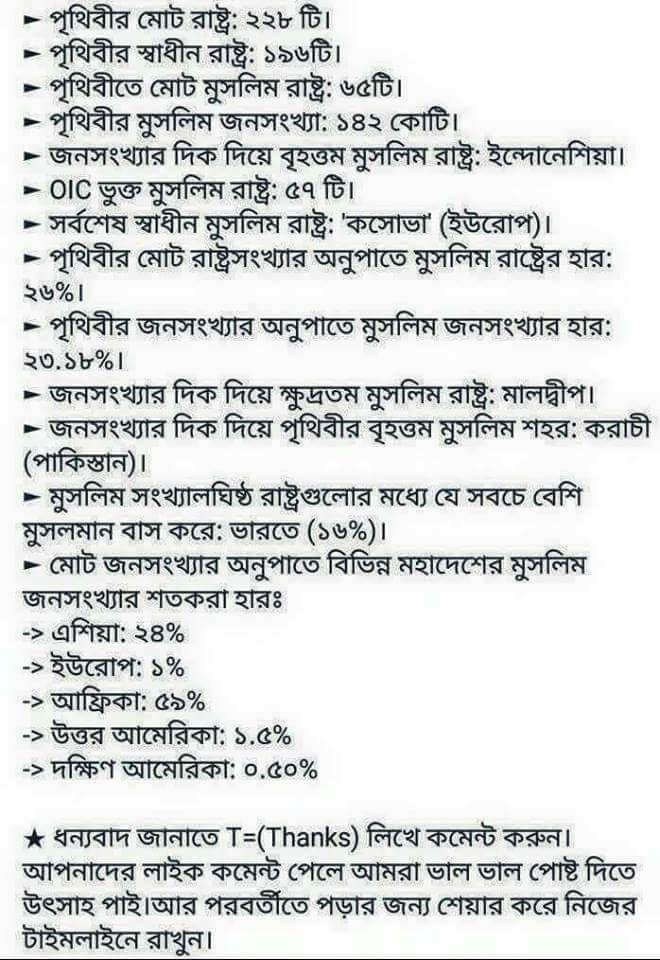 ► পৃথিবীর মোট রাষ্ট্র: ২২৮ টি।
► পৃথিবীর স্বাধীন রাষ্ট্র: ১৯৬টি।
► পৃথিবীতে মোট মুসলিম রাষ্ট্র: ৬৫টি।
► পৃথিবীর মুসলিম জনসংখ্যা: ১৪২ কোটি।
► জনসংখ্যার দিক দিয়ে বৃহত্তম মুসলিম রাষ্ট্র: ইন্দোনেশিয়া।
► OIC ভুক্ত মুসলিম রাষ্ট্র: ৫৭ টি।
► সর্বশেষ স্বাধীন মুসলিম রাষ্ট্র: 'কসোভা' (ইউরোপ)।
► পৃথিবীর মোট রাষ্ট্রসংখ্যার অনুপাতে মুসলিম রাষ্ট্রের হার:
২৬%।
► পৃথিবীর জনসংখ্যার অনুপাতে মুসলিম জনসংখ্যার হার:
২৩.১৮%।
► জনসংখ্যার দিক দিয়ে ক্ষুদ্রতম মুসলিম রাষ্ট্র: মালদ্বীপ।
► জনসংখ্যার দিক দিয়ে পৃথিবীর বৃহত্তম মুসলিম শহর: করাচী
(পাকিস্তান)।
► মুসলিম সংখ্যালঘিষ্ঠ রাষ্ট্রগুলোর মধ্যে যে সবচে বেশি
মুসলমান বাস করে: ভারতে (১৬%)।
► মোট জনসংখ্যার অনুপাতে বিভিন্ন মহাদেশের মুসলিম
জনসংখ্যার শতকরা হারঃ
-> এশিয়া: ২৪%
-> ইউরোপ: ১%
-> আফ্রিকা: ৫৯%
-> উত্তর আমেরিকা: ১.৫%
-> দক্ষিণ আমেরিকা: ০.৫০%
★ ধন্যবাদ জানাতে T=(Thanks) লিখে কমেন্ট করুন।
আপনাদের লাইক কমেন্ট পেলে আমরা ভাল ভাল পোষ্ট দিতে
উৎসাহ পাই।আর পরবর্তীতে পড়ার জন্য শেয়ার করে নিজের
টাইমলাইনে রাখুন।